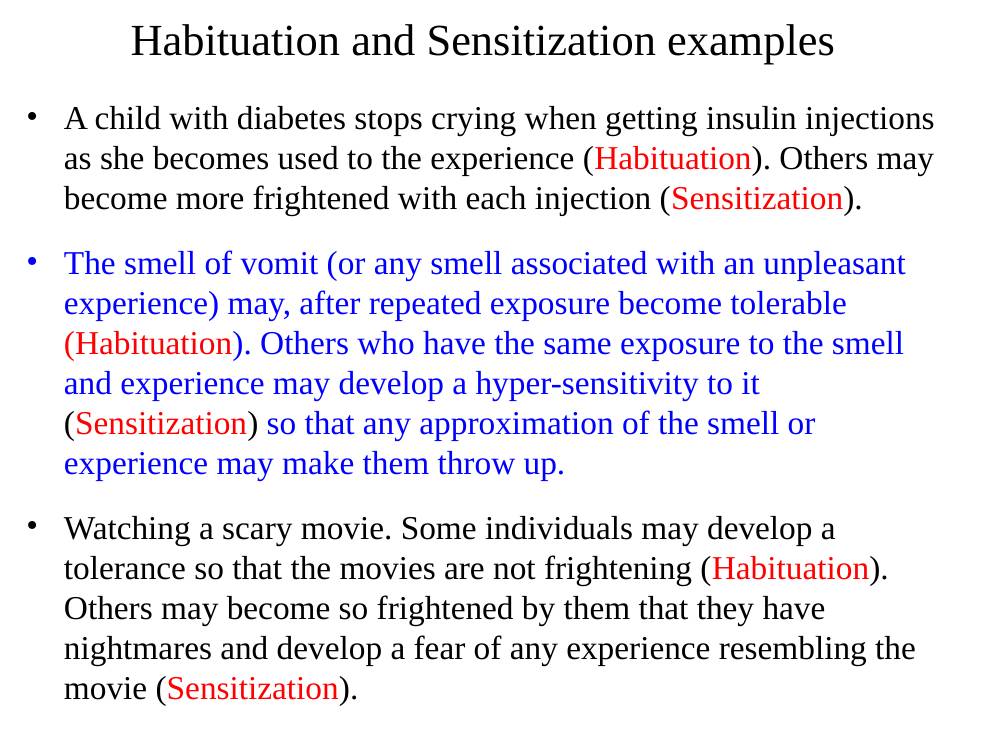 Habituation and Sensitization examples
• A child with diabetes stops crying when getting insulin injections
as she becomes used to the experience (Habituation). Others may
become more frightened with each injection (Sensitization).
• The smell of vomit (or any smell associated with an unpleasant
experience) may, after repeated exposure become tolerable
(Habituation). Others who have the same exposure to the smell
and experience may develop a hyper-sensitivity to it
(Sensitization) so that any approximation of the smell or
experience may make them throw up.
• Watching a scary movie. Some individuals may develop a
tolerance so that the movies are not frightening (Habituation).
Others may become so frightened by them that they have
nightmares and develop a fear of any experience resembling the
movie (Sensitization).